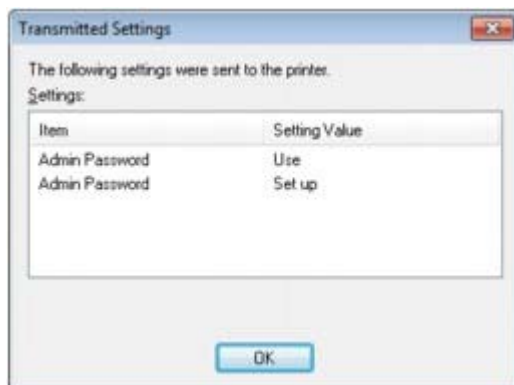 Transmitted Settings
The following settings were sent to the printer.
Settings:
Item Setting Value
Admin Password Use
Admin Password Set up
OK